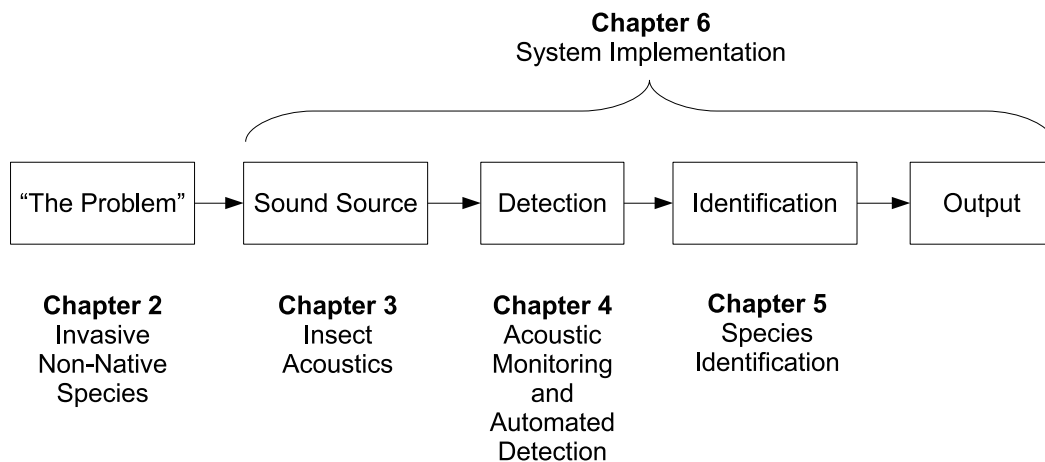 Chapter 6
System Implementation
“The Problem”
Sound Source
Detection
Identification
Output
Chapter 2
Invasive
Non-Native
Species
Chapter 3
Insect
Acoustics
Chapter 4
Acoustic
Monitoring
and
Automated
Detection
Chapter 5
Species
Identification